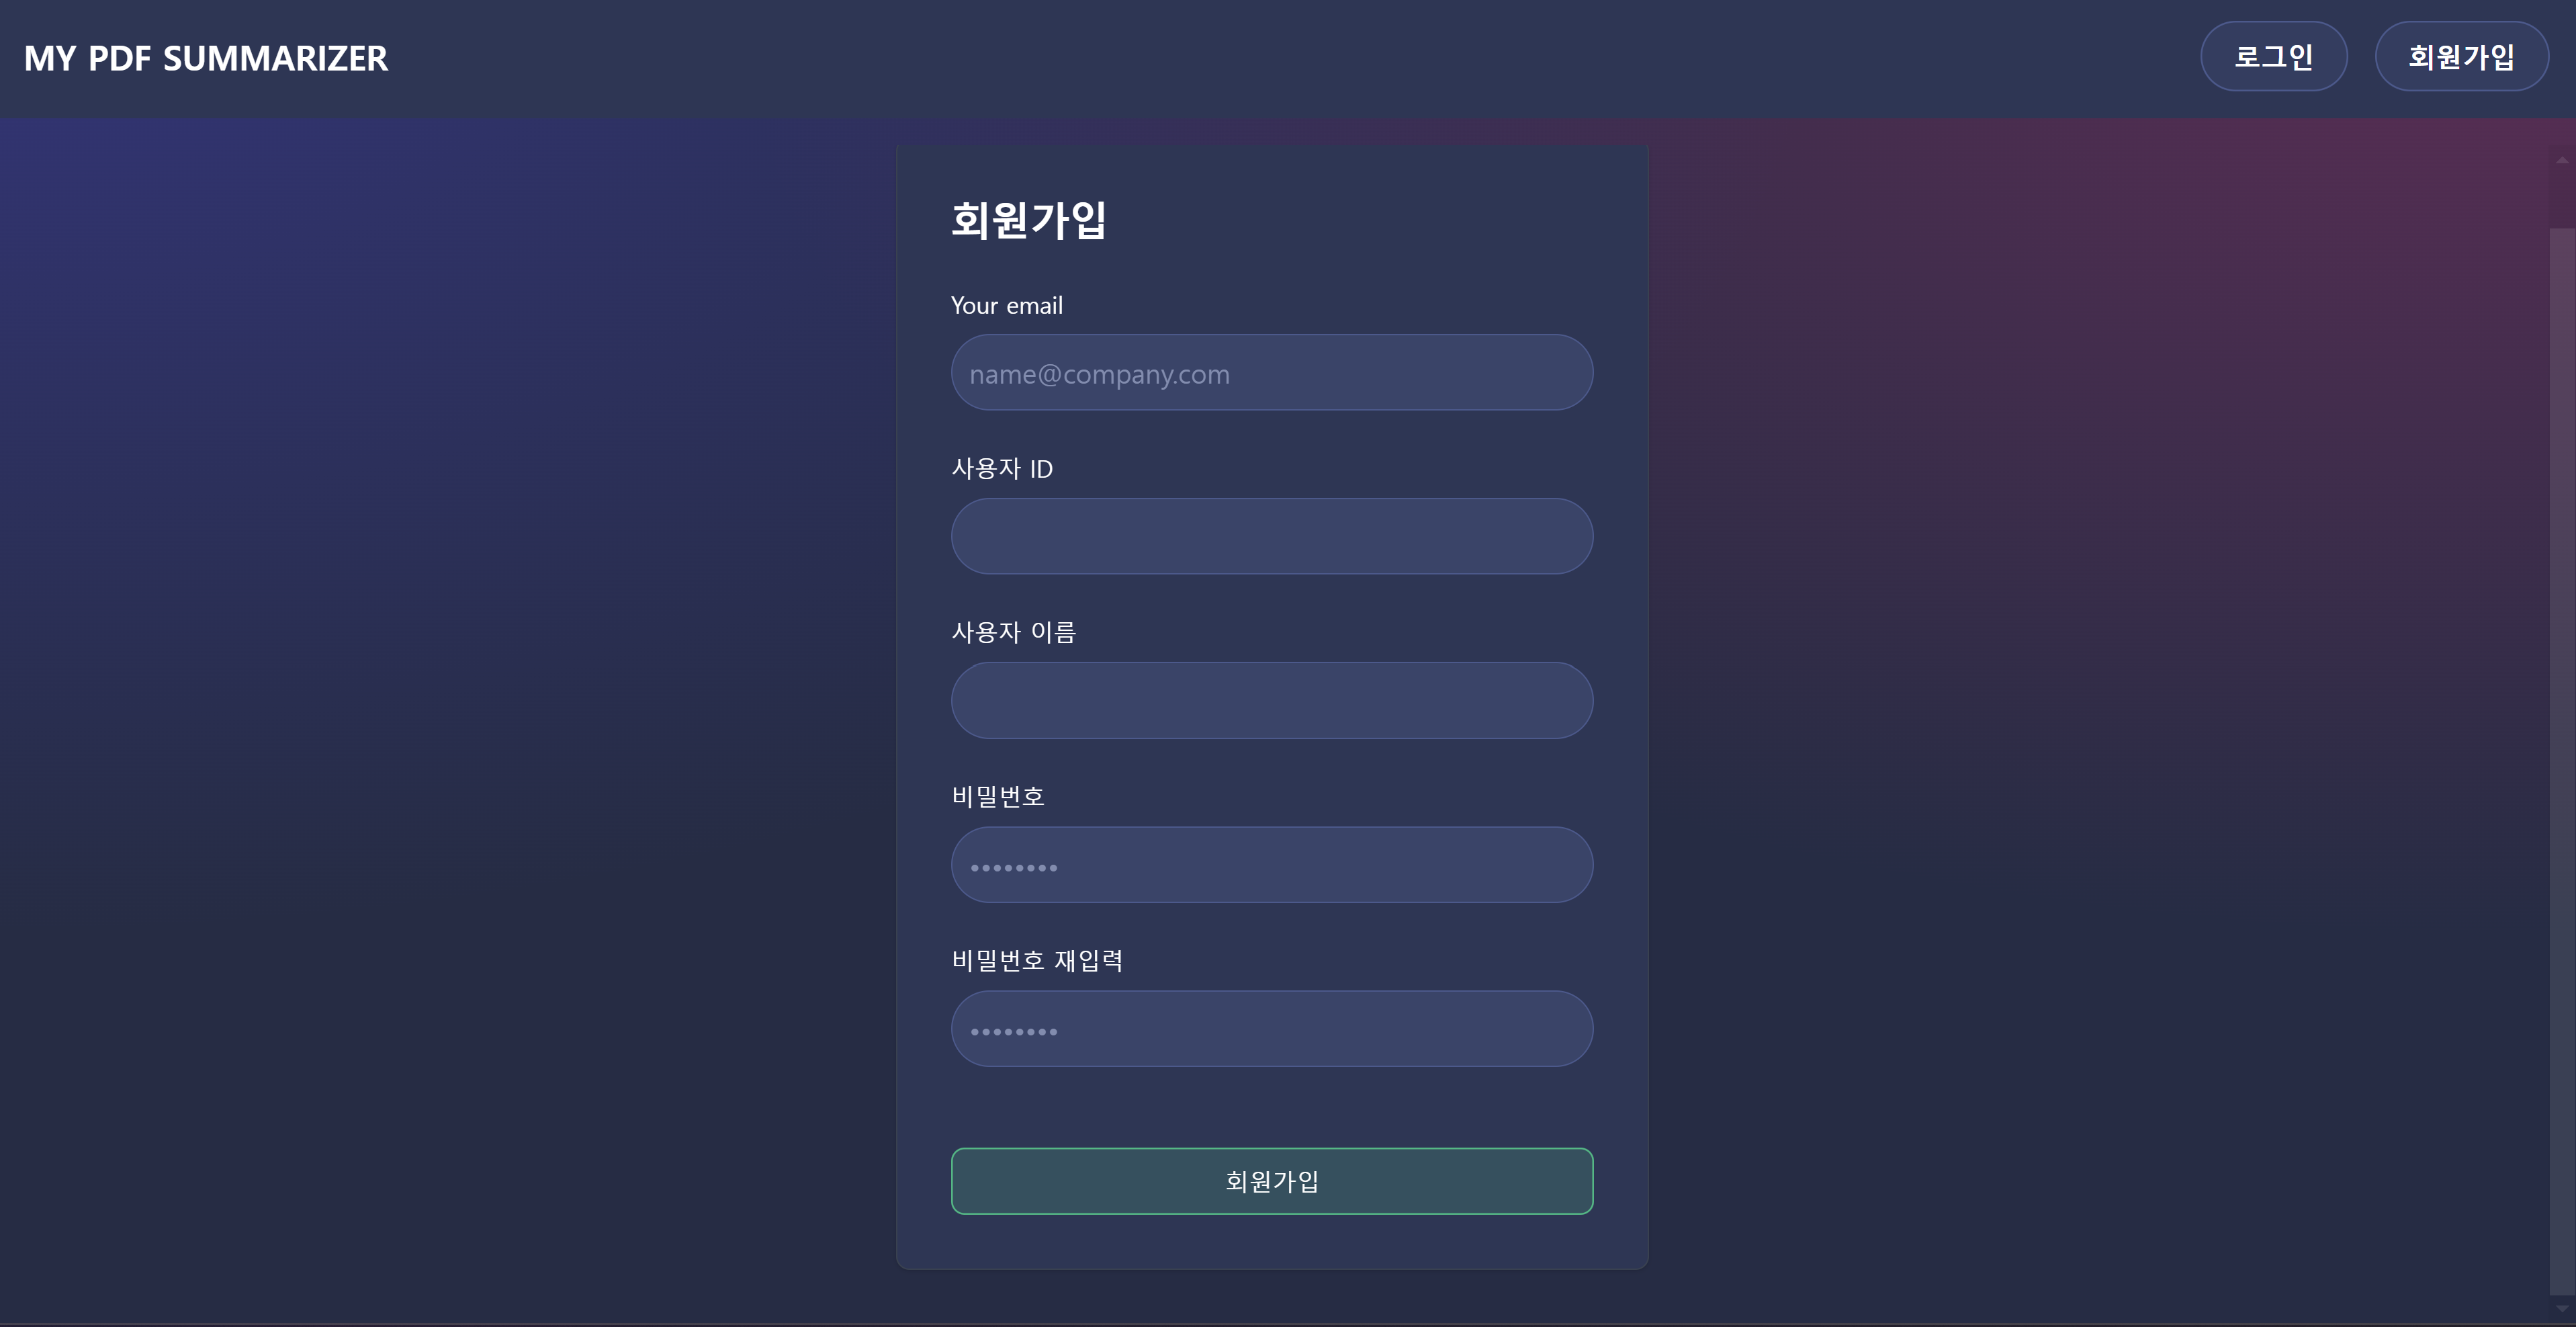 MY PDF SUMMARIZER
로그인
회원가입
회원가입
Your email
name@company.com
사용자 ID
사용자 이름
비밀번호
••••••••
비밀번호 재입력
••••••••
회원가입